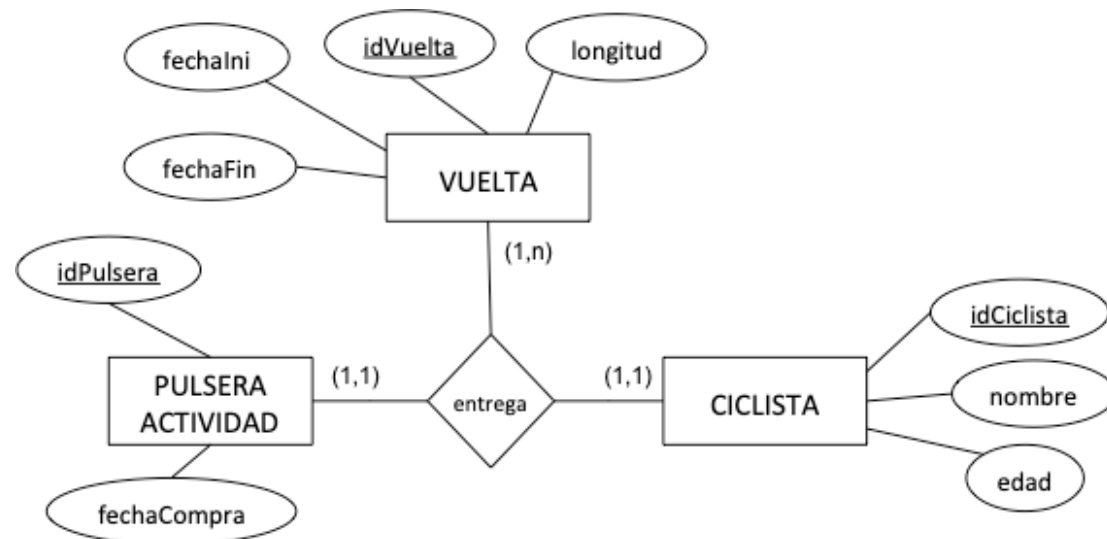 idVuelta
longitud
fechaIni
fechaFin
VUELTA
(1,n)
idPulsera
idCiclista
PULSERA
ACTIVIDAD
(1,1)
entrega
(1,1)
CICLISTA
nombre
edad
fechaCompra